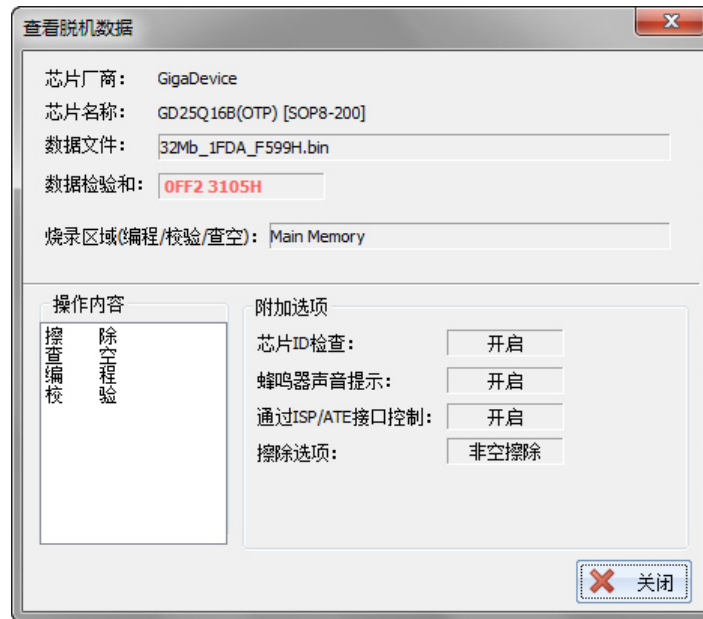 查看脱机数据
芯片厂商： GigaDevice
芯片名称： GD25Q16B(OTP) [SOP8-200]
数据文件： 32Mb_1FDA_F599H.bin
数据检验和： 0FF2 3105H
烧录区域(编程/校验/查空)： Main Memory
操作内容
擦 除
查 空
编 程
校 验
附加选项
芯片ID检查： 开启
蜂鸣器声音提示： 开启
通过ISP/ATE接口控制： 开启
擦除选项： 非空擦除
关闭